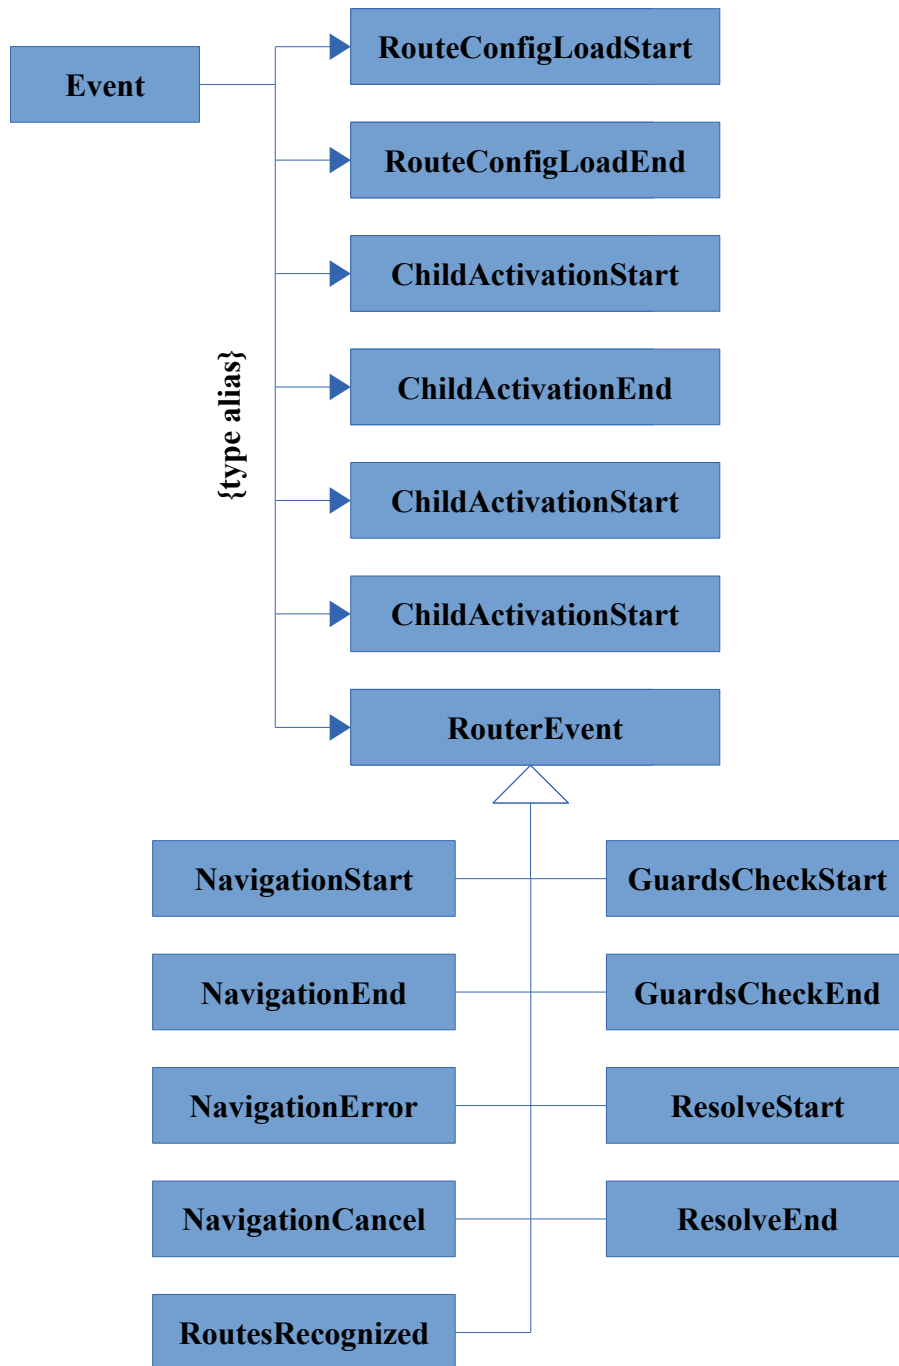 Event
RouteConfigLoadStart
RouteConfigLoadEnd
ChildActivationStart
{type alias}
ChildActivationEnd
ChildActivationStart
ChildActivationStart
RouterEvent
NavigationStart
GuardsCheckStart
NavigationEnd
GuardsCheckEnd
NavigationError
ResolveStart
NavigationCancel
ResolveEnd
RoutesRecognized